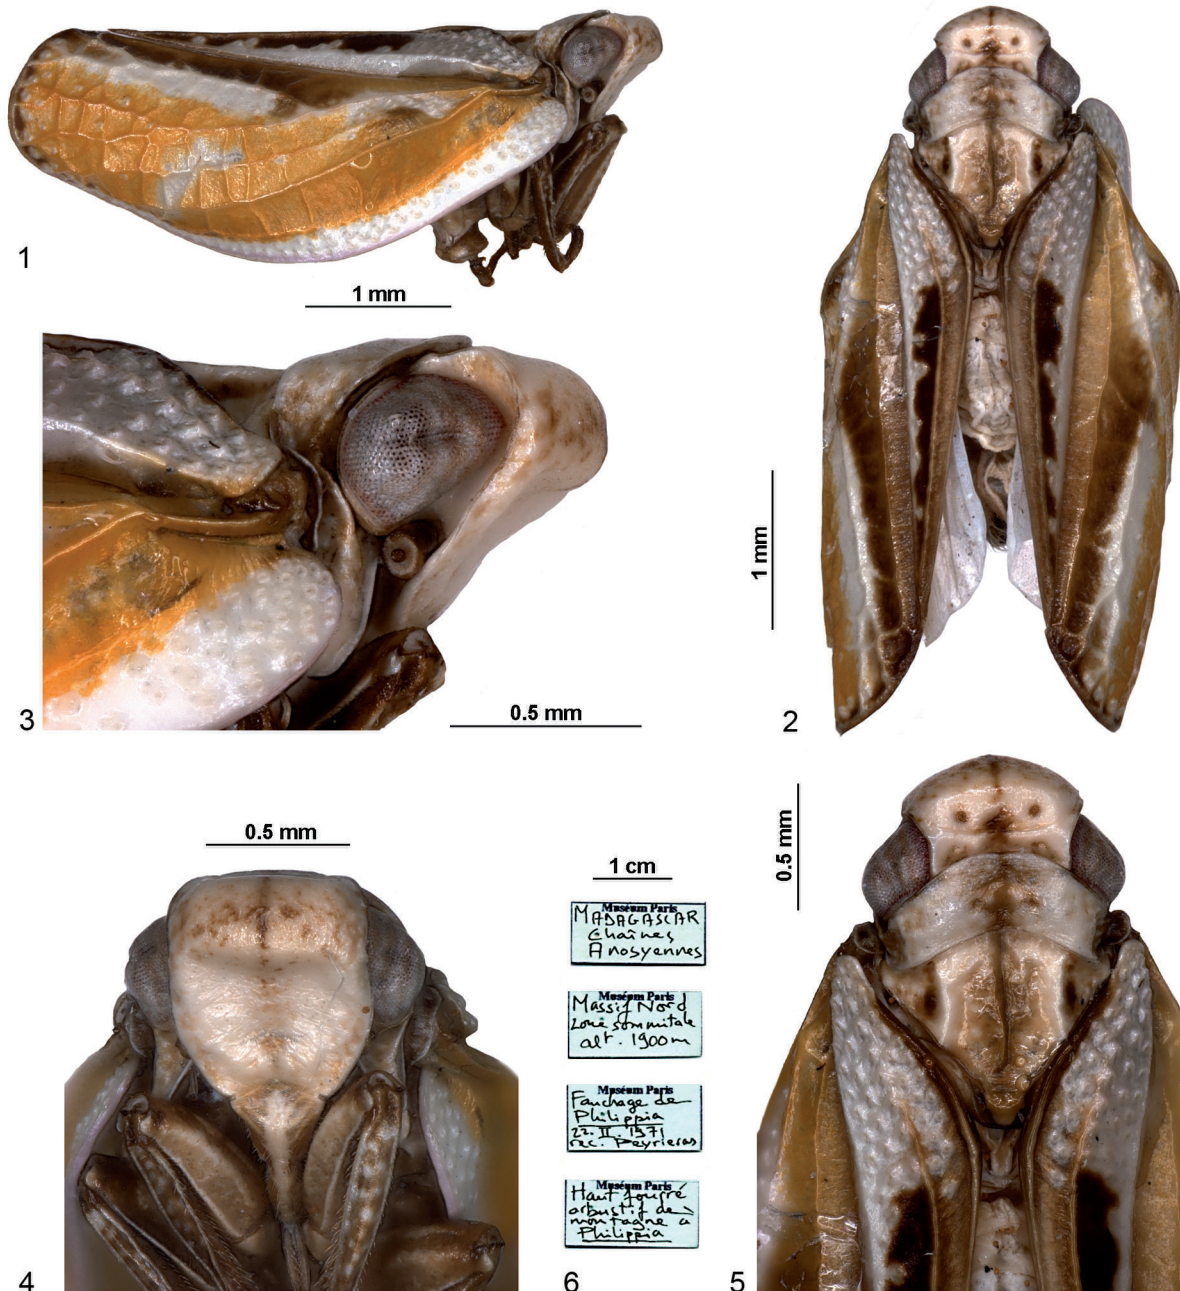 1
1 mm
2
1 mm
3
0.5 mm
4
0.5 mm
1 cm
Muséum Paris
MADAGASCAR
Chaînes
Anosyennes
Muséum Paris
Massif Nord
zone sommitale
alt. 1900m
Muséum Paris
Fauchage de
Philippia
22.II.1971
rec. Peyrieras
Muséum Paris
Haut fourré
arbustif de
montagne à
Philippia
6
0.5 mm
5